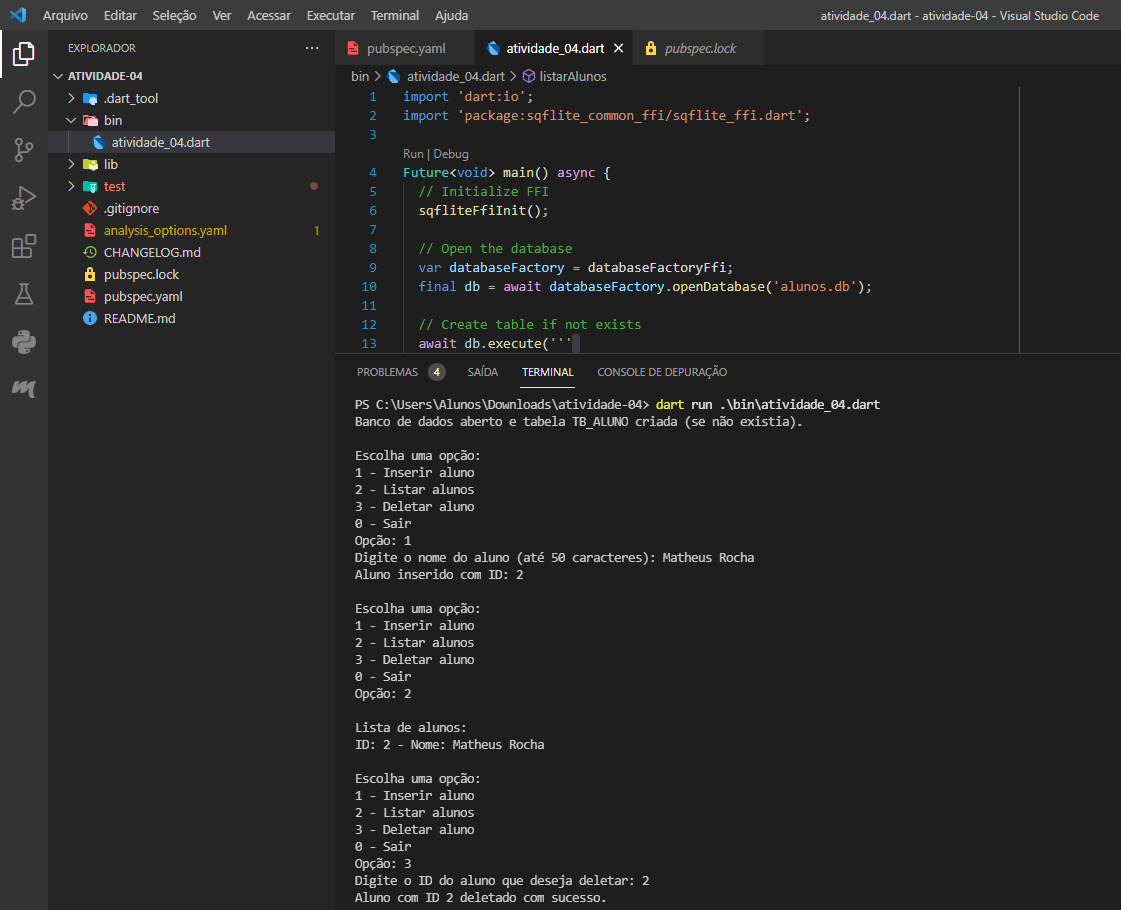 Arquivo Editar Seleção Ver Acessar Executar Terminal Ajuda
atividade_04.dart - atividade-04 - Visual Studio Code
EXPLORADOR
ATIVIDADE-04
.dart_tool
bin
atividade_04.dart
lib
test
.gitignore
analysis_options.yaml 1
CHANGELOG.md
pubspec.lock
pubspec.yaml
README.md
pubspec.yaml atividade_04.dart pubspec.lock
bin > atividade_04.dart > listarAlunos
1 import 'dart:io';
2 import 'package:sqflite_common_ffi/sqflite_ffi.dart';
3
Run | Debug
4 Future<void> main() async {
5 // Initialize FFI
6 sqfliteFfiInit();
7
8 // Open the database
9 var databaseFactory = databaseFactoryFfi;
10 final db = await databaseFactory.openDatabase('alunos.db');
11
12 // Create table if not exists
13 await db.execute('''
PROBLEMAS 4 SAÍDA TERMINAL CONSOLE DE DEPURAÇÃO
PS C:\Users\Alunos\Downloads\atividade-04> dart run .\bin\atividade_04.dart
Banco de dados aberto e tabela TB_ALUNO criada (se não existia).
Escolha uma opção:
1 - Inserir aluno
2 - Listar alunos
3 - Deletar aluno
0 - Sair
Opção: 1
Digite o nome do aluno (até 50 caracteres): Matheus Rocha
Aluno inserido com ID: 2
Escolha uma opção:
1 - Inserir aluno
2 - Listar alunos
3 - Deletar aluno
0 - Sair
Opção: 2
Lista de alunos:
ID: 2 - Nome: Matheus Rocha
Escolha uma opção:
1 - Inserir aluno
2 - Listar alunos
3 - Deletar aluno
0 - Sair
Opção: 3
Digite o ID do aluno que deseja deletar: 2
Aluno com ID 2 deletado com sucesso.